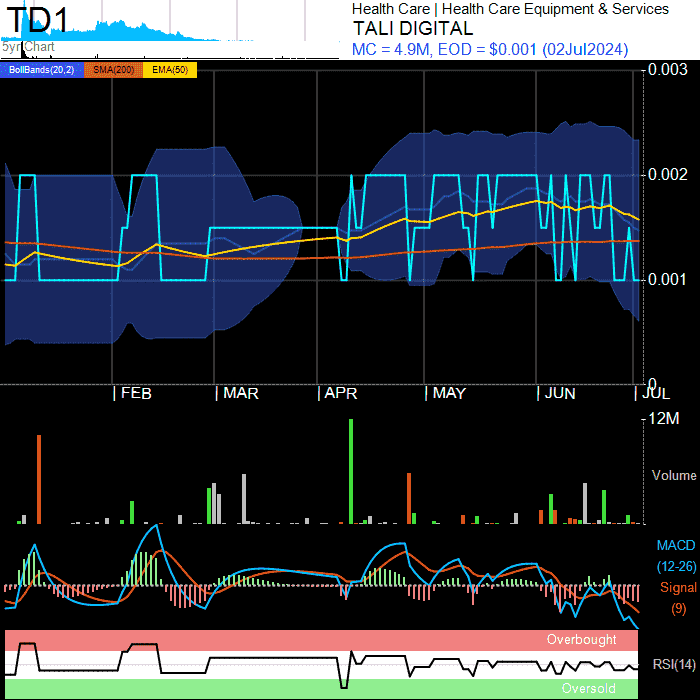 TD1
5yr Chart
Health Care | Health Care Equipment & Services
TALI DIGITAL
MC = 4.9M, EOD = $0.001 (02Jul2024)
BollBands(20,2) SMA(200) EMA(50)
0.003
0.002
0.001
0
FEB MAR APR MAY JUN JUL
12M
Volume
MACD
(12-26)
Signal
(9)
Overbought
RSI(14)
Oversold